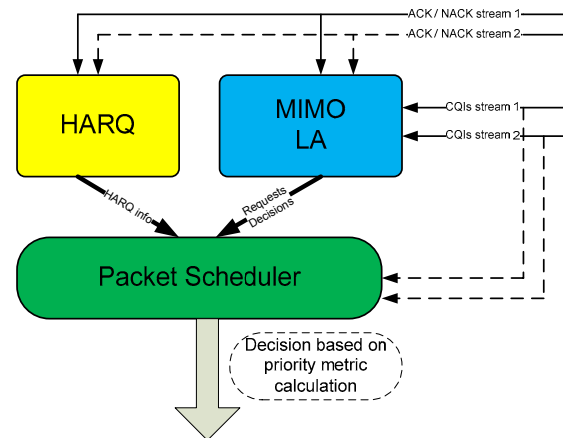 ACK / NACK stream 1
ACK / NACK stream 2
HARQ
MIMO
LA
CQIs stream 1
CQIs stream 2
HARQ info
Requests
Decisions
Packet Scheduler
Decision based on
priority metric
calculation